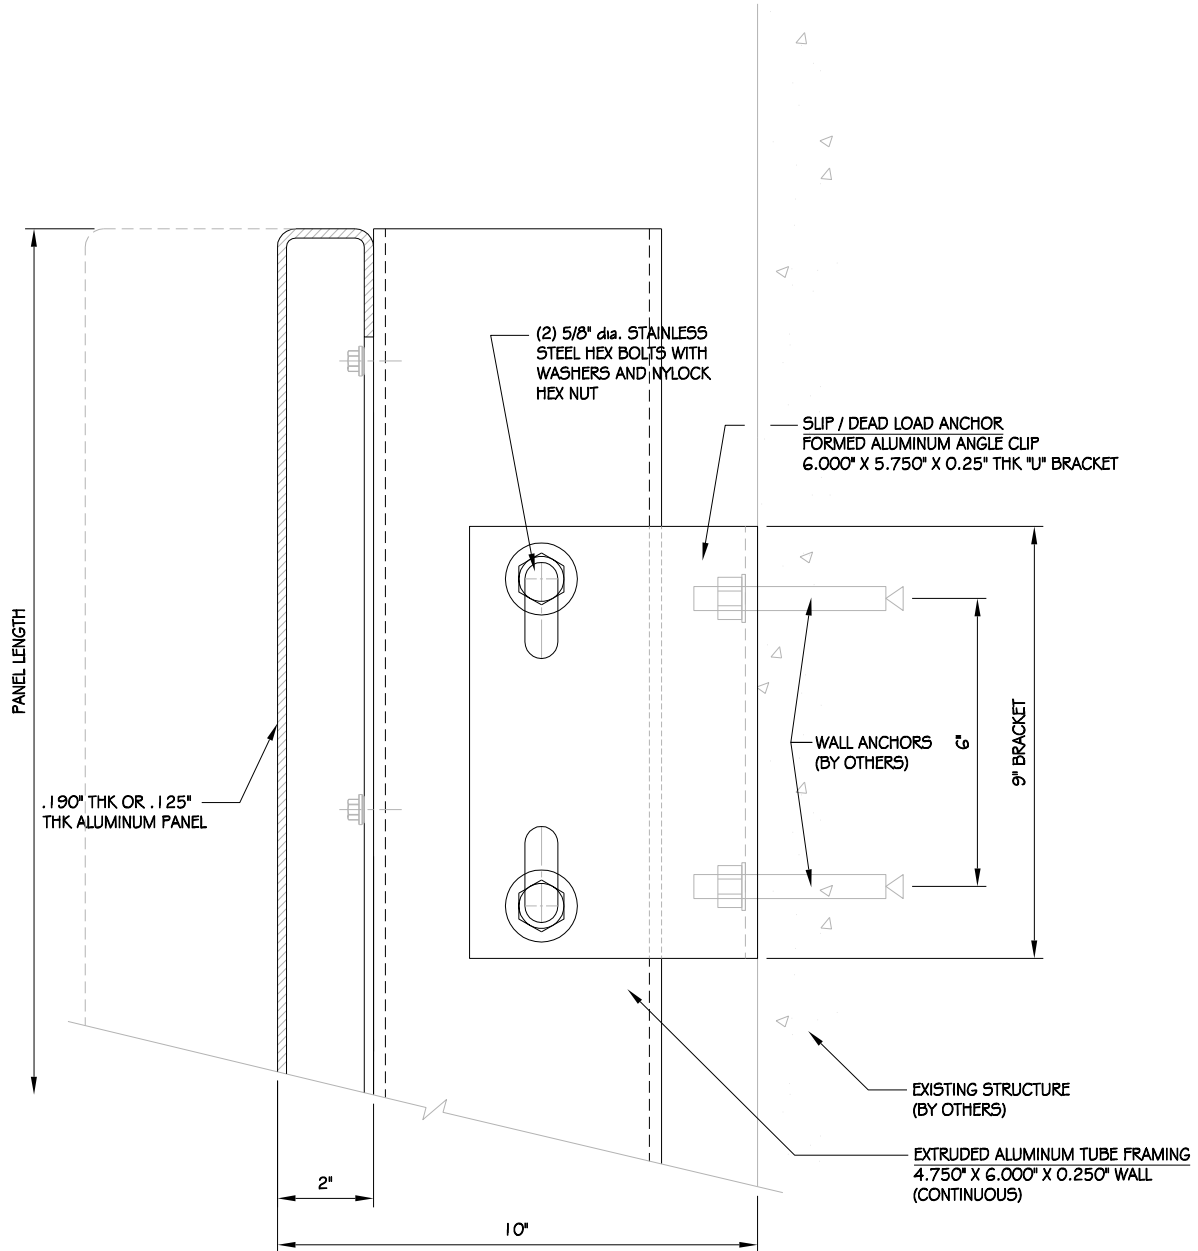 (2) 5/8" dia. STAINLESS
STEEL HEX BOLTS WITH
WASHERS AND NYLOCK
HEX NUT
SLIP / DEAD LOAD ANCHOR
FORMED ALUMINUM ANGLE CLIP
6.000" X 5.750" X 0.25" THK "U" BRACKET
PANEL LENGTH
.190" THK OR .125"
THK ALUMINUM PANEL
WALL ANCHORS
(BY OTHERS)
6"
9" BRACKET
EXISTING STRUCTURE
(BY OTHERS)
EXTRUDED ALUMINUM TUBE FRAMING
4.750" X 6.000" X 0.250" WALL
(CONTINUOUS)
2"
10"